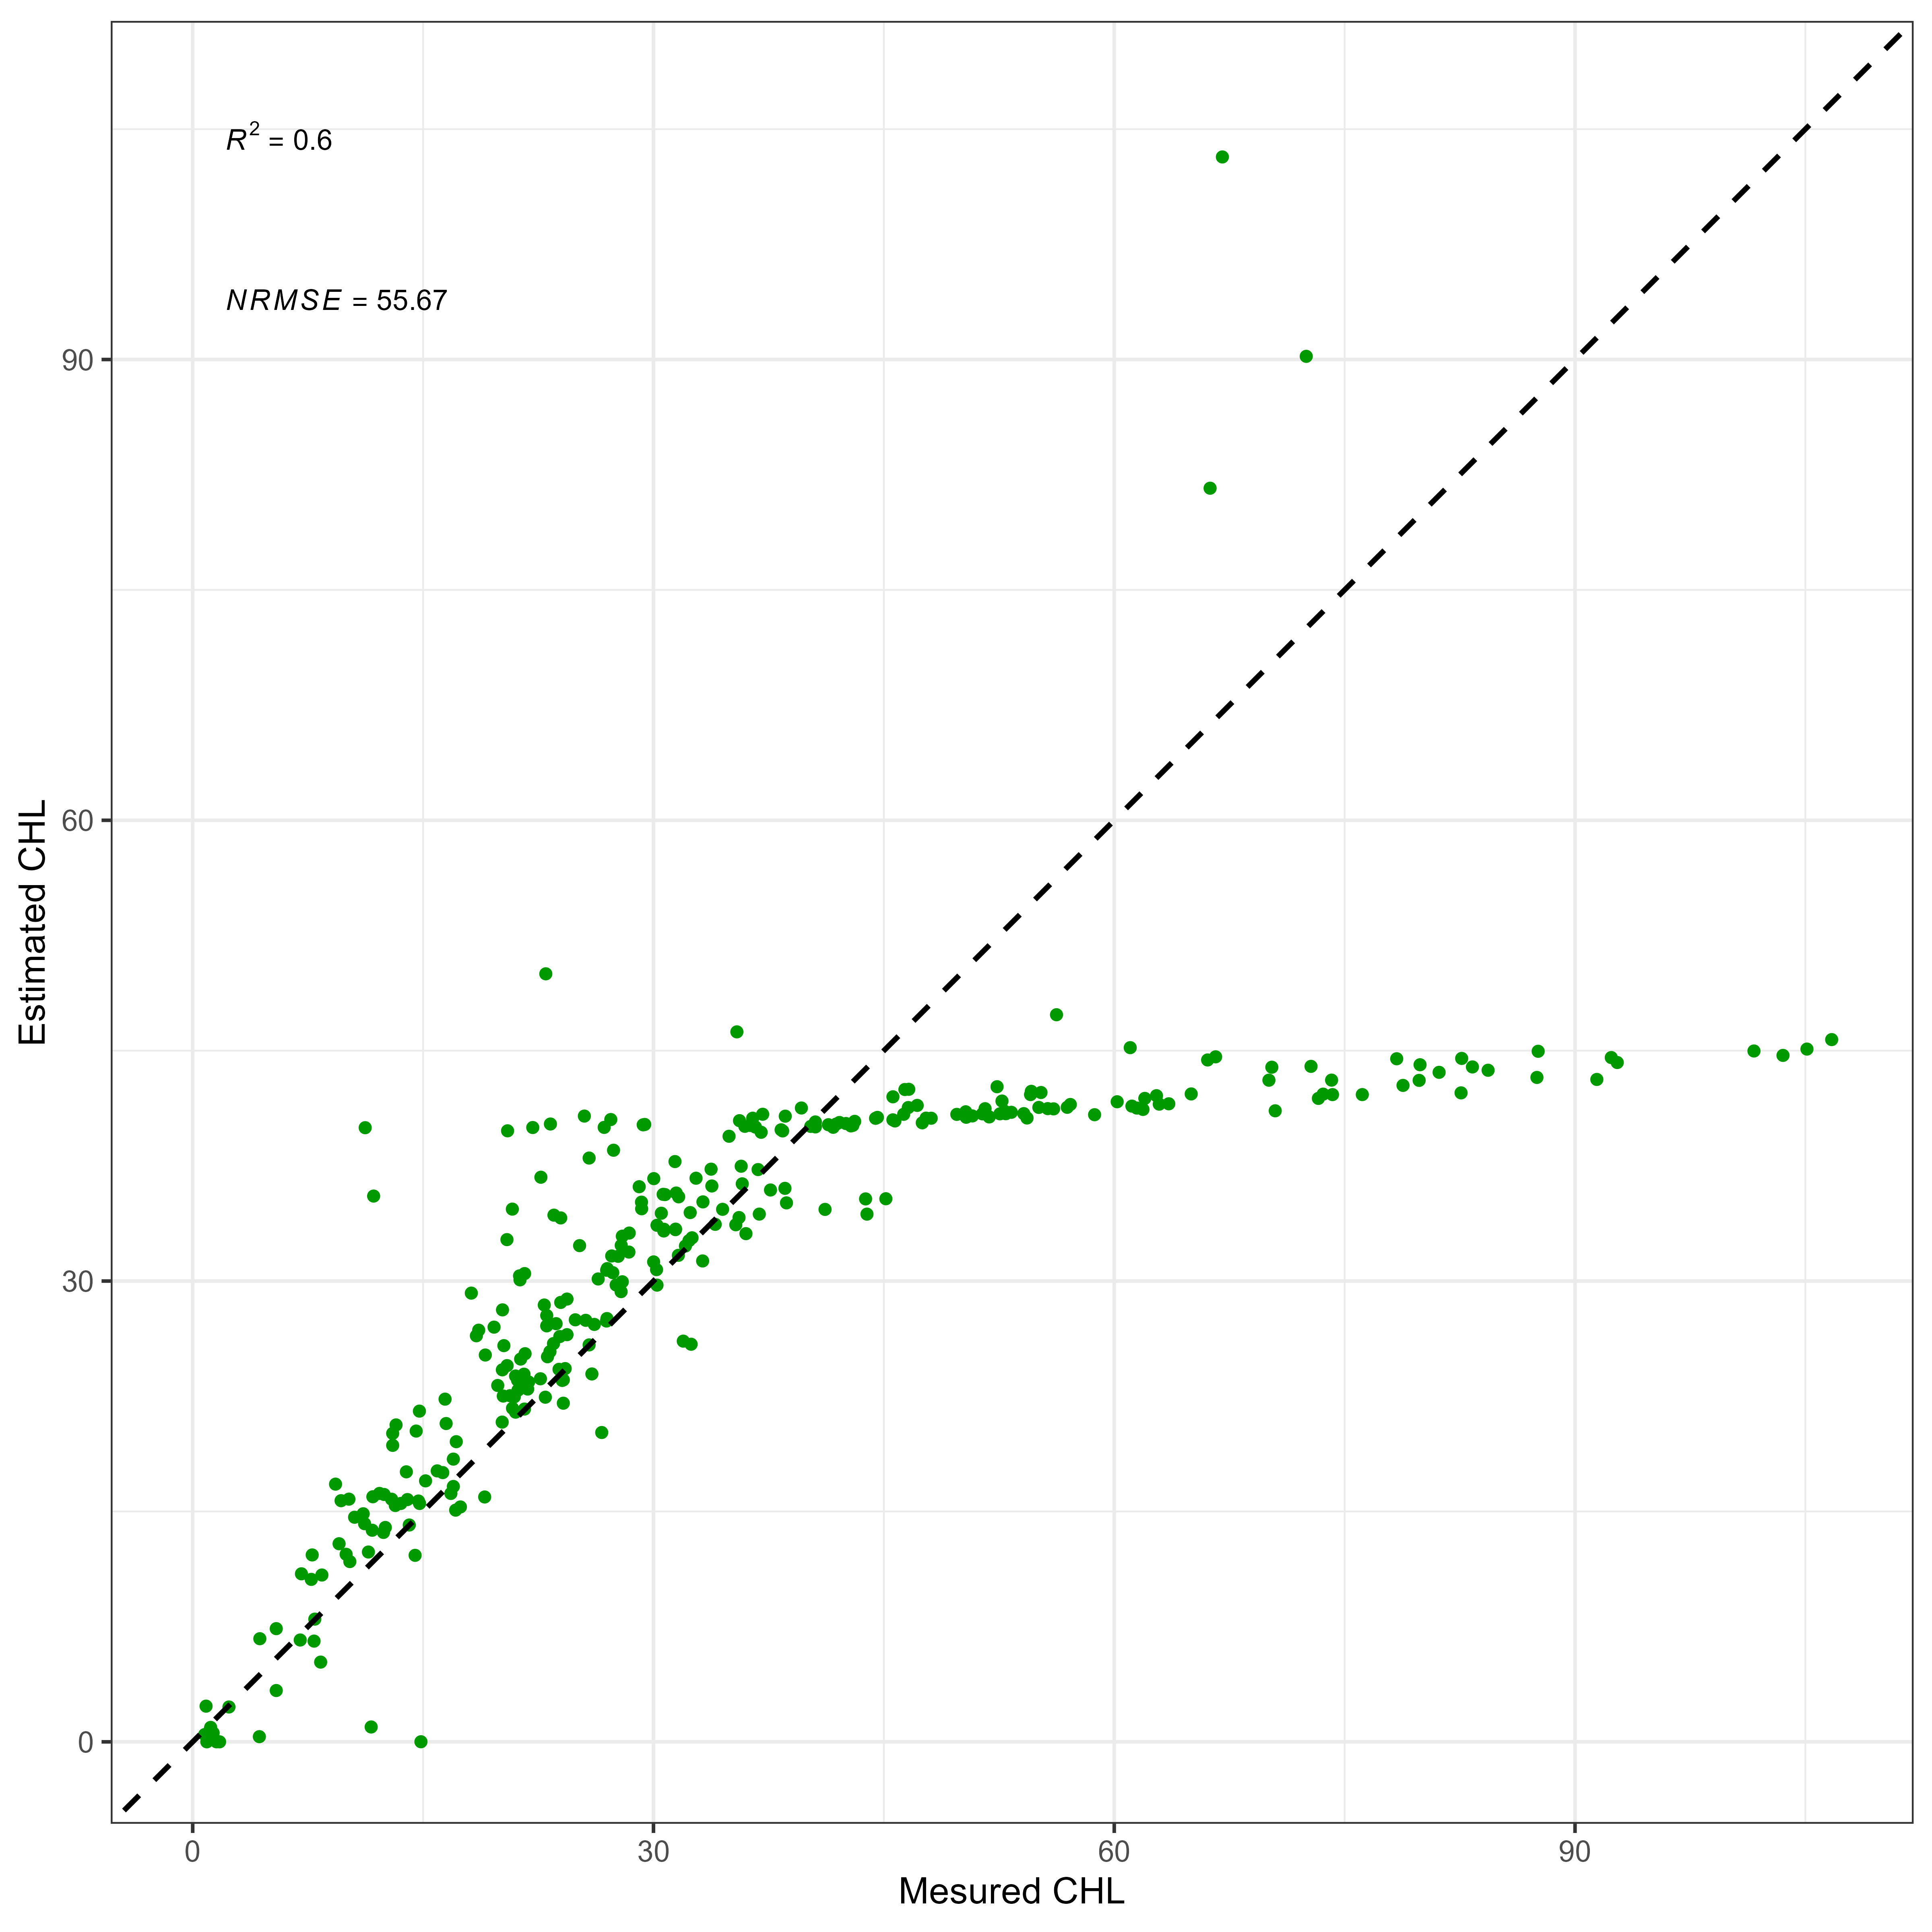 R² = 0.6
NRMSE = 55.67
90
60
30
0
Estimated CHL
0 30 60 90
Mesured CHL